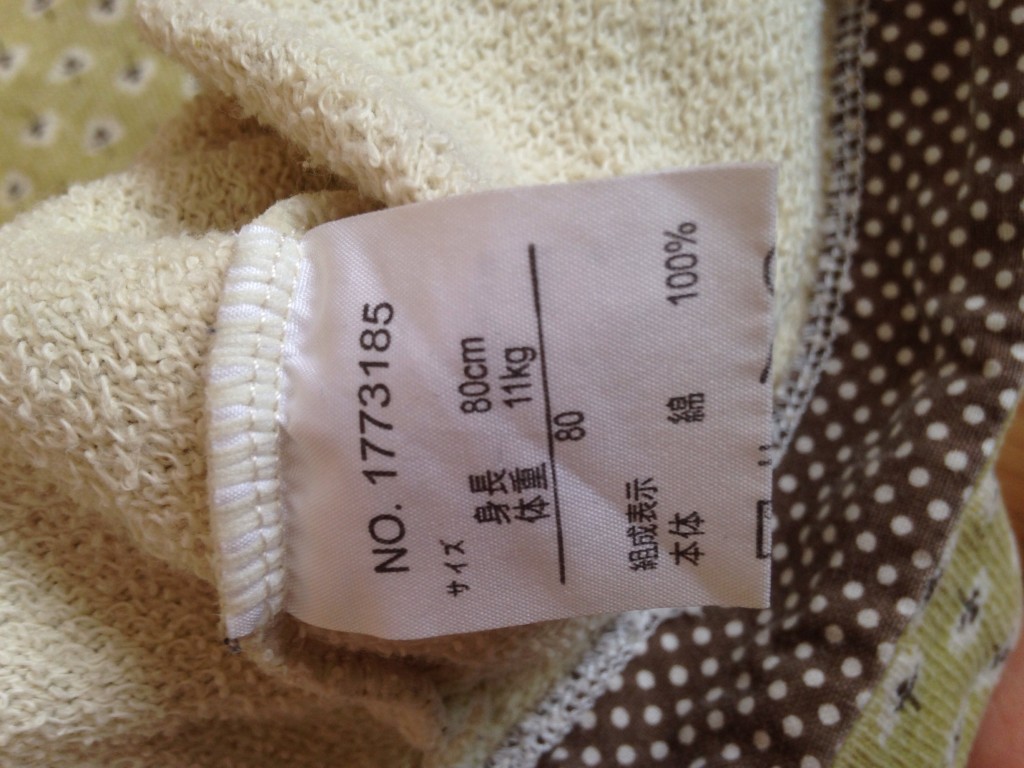 NO. 1773185
サイズ
身長 80cm
体重 11kg
80
組成表示
本体 綿 100%